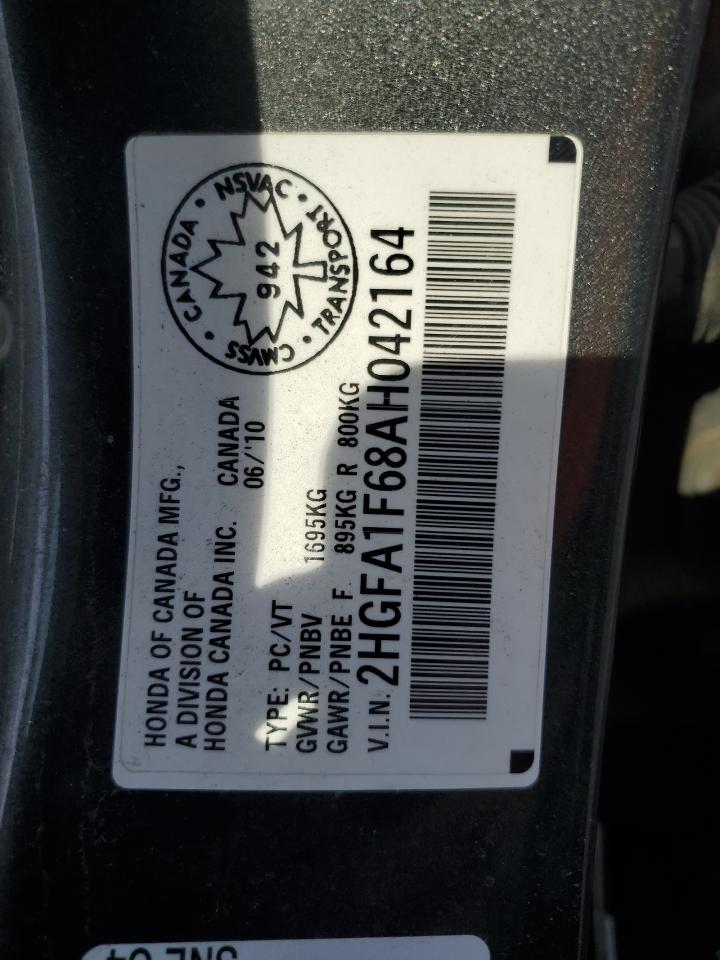 HONDA OF CANADA MFG.,
A DIVISION OF
HONDA CANADA INC. CANADA
06/'10
TYPE: PC/VT
GVWR/PNBV 1695KG
GAWR/PNBE F 895KG R 800KG
V.I.N. 2HGFA1F68AH042164
CANADA · NSVAC · TRANSPORT · CMVSS ·
942